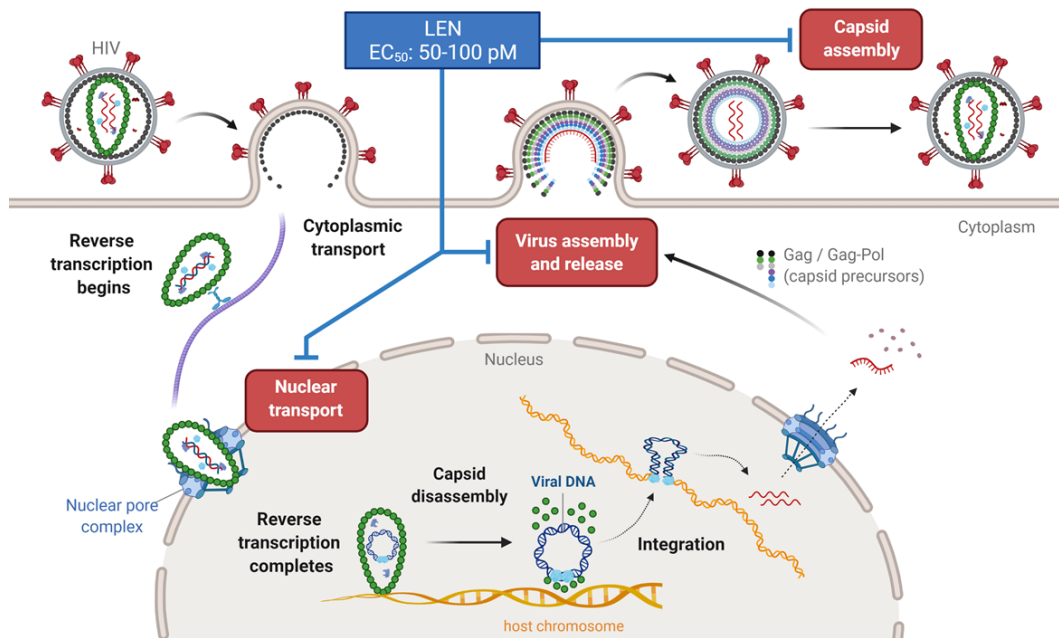 HIV
LEN
EC₅₀: 50-100 pM
Capsid
assembly
Cytoplasmic
transport
Reverse
transcription
begins
Virus assembly
and release
Cytoplasm
Gag / Gag-Pol
(capsid precursors)
Nucleus
Nuclear
transport
Nuclear pore
complex
Capsid
disassembly
Viral DNA
Reverse
transcription
completes
Integration
host chromosome